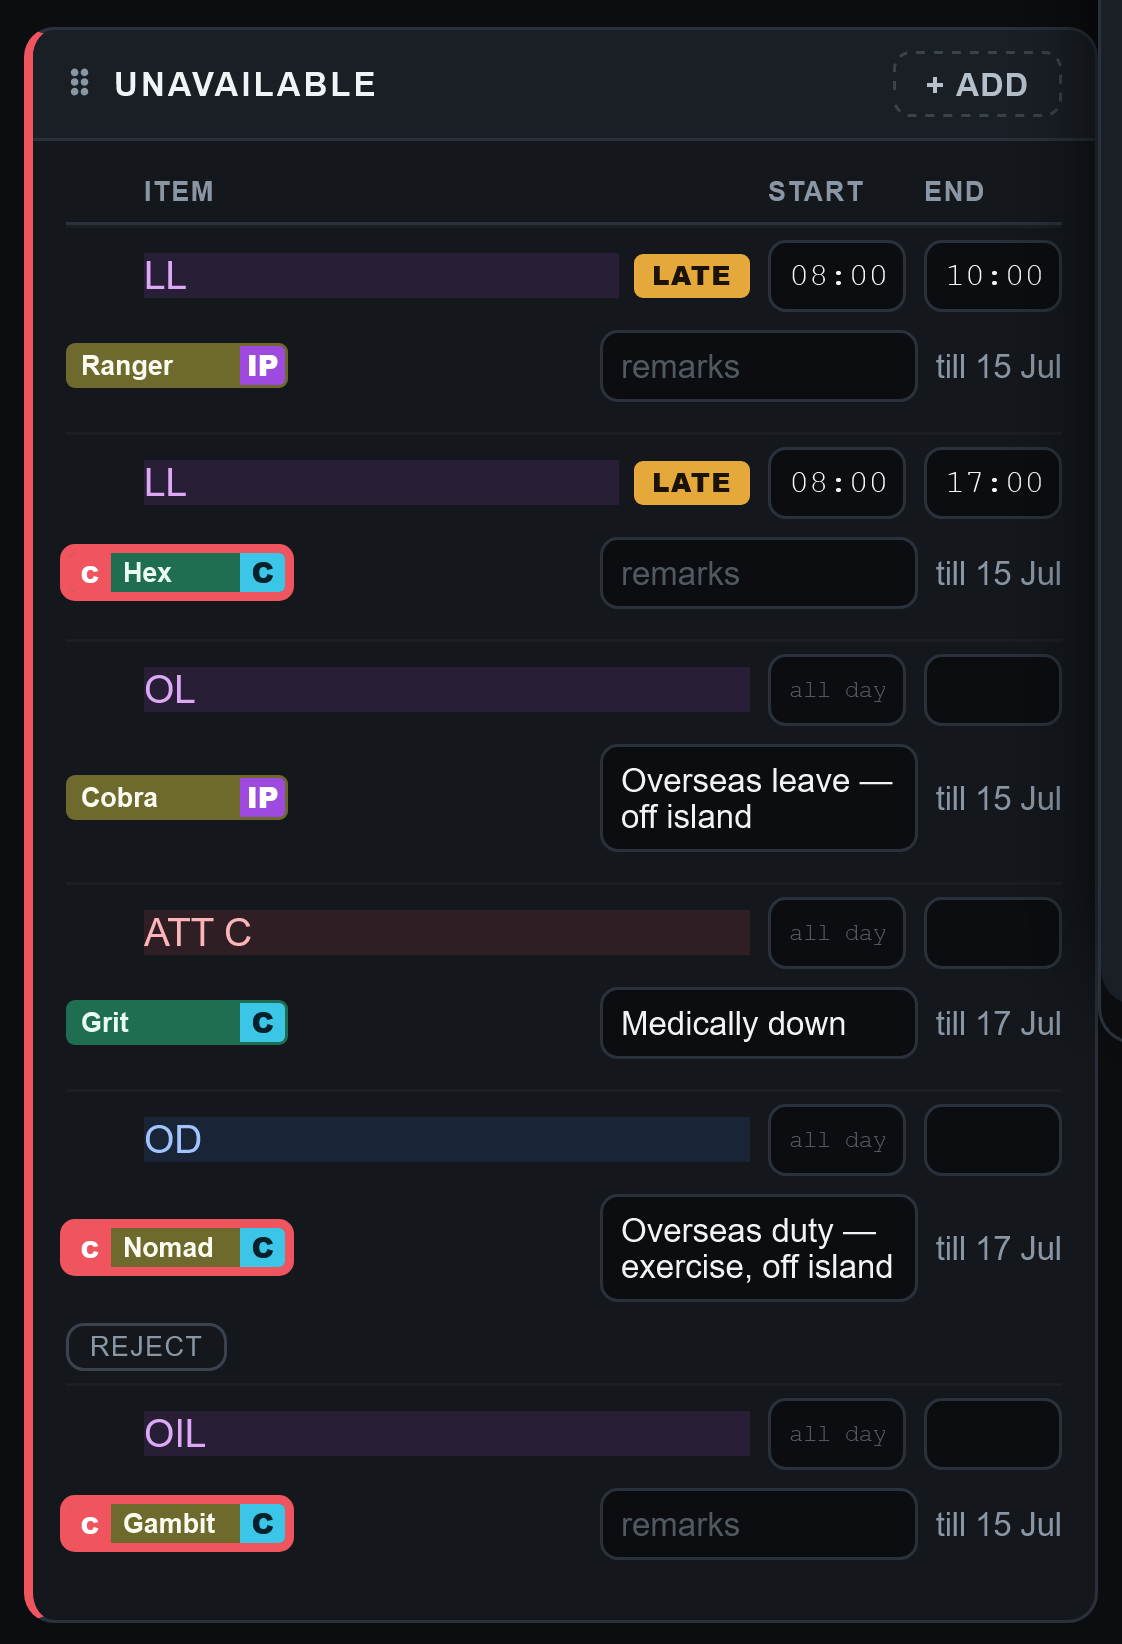 UNAVAILABLE + ADD
ITEM START END
LL LATE 08:00 10:00
Ranger IP remarks till 15 Jul
LL LATE 08:00 17:00
c Hex C remarks till 15 Jul
OL all day
Cobra IP Overseas leave — till 15 Jul
off island
ATT C all day
Grit C Medically down till 17 Jul
OD all day
c Nomad C Overseas duty — till 17 Jul
exercise, off island
REJECT
OIL all day
c Gambit C remarks till 15 Jul